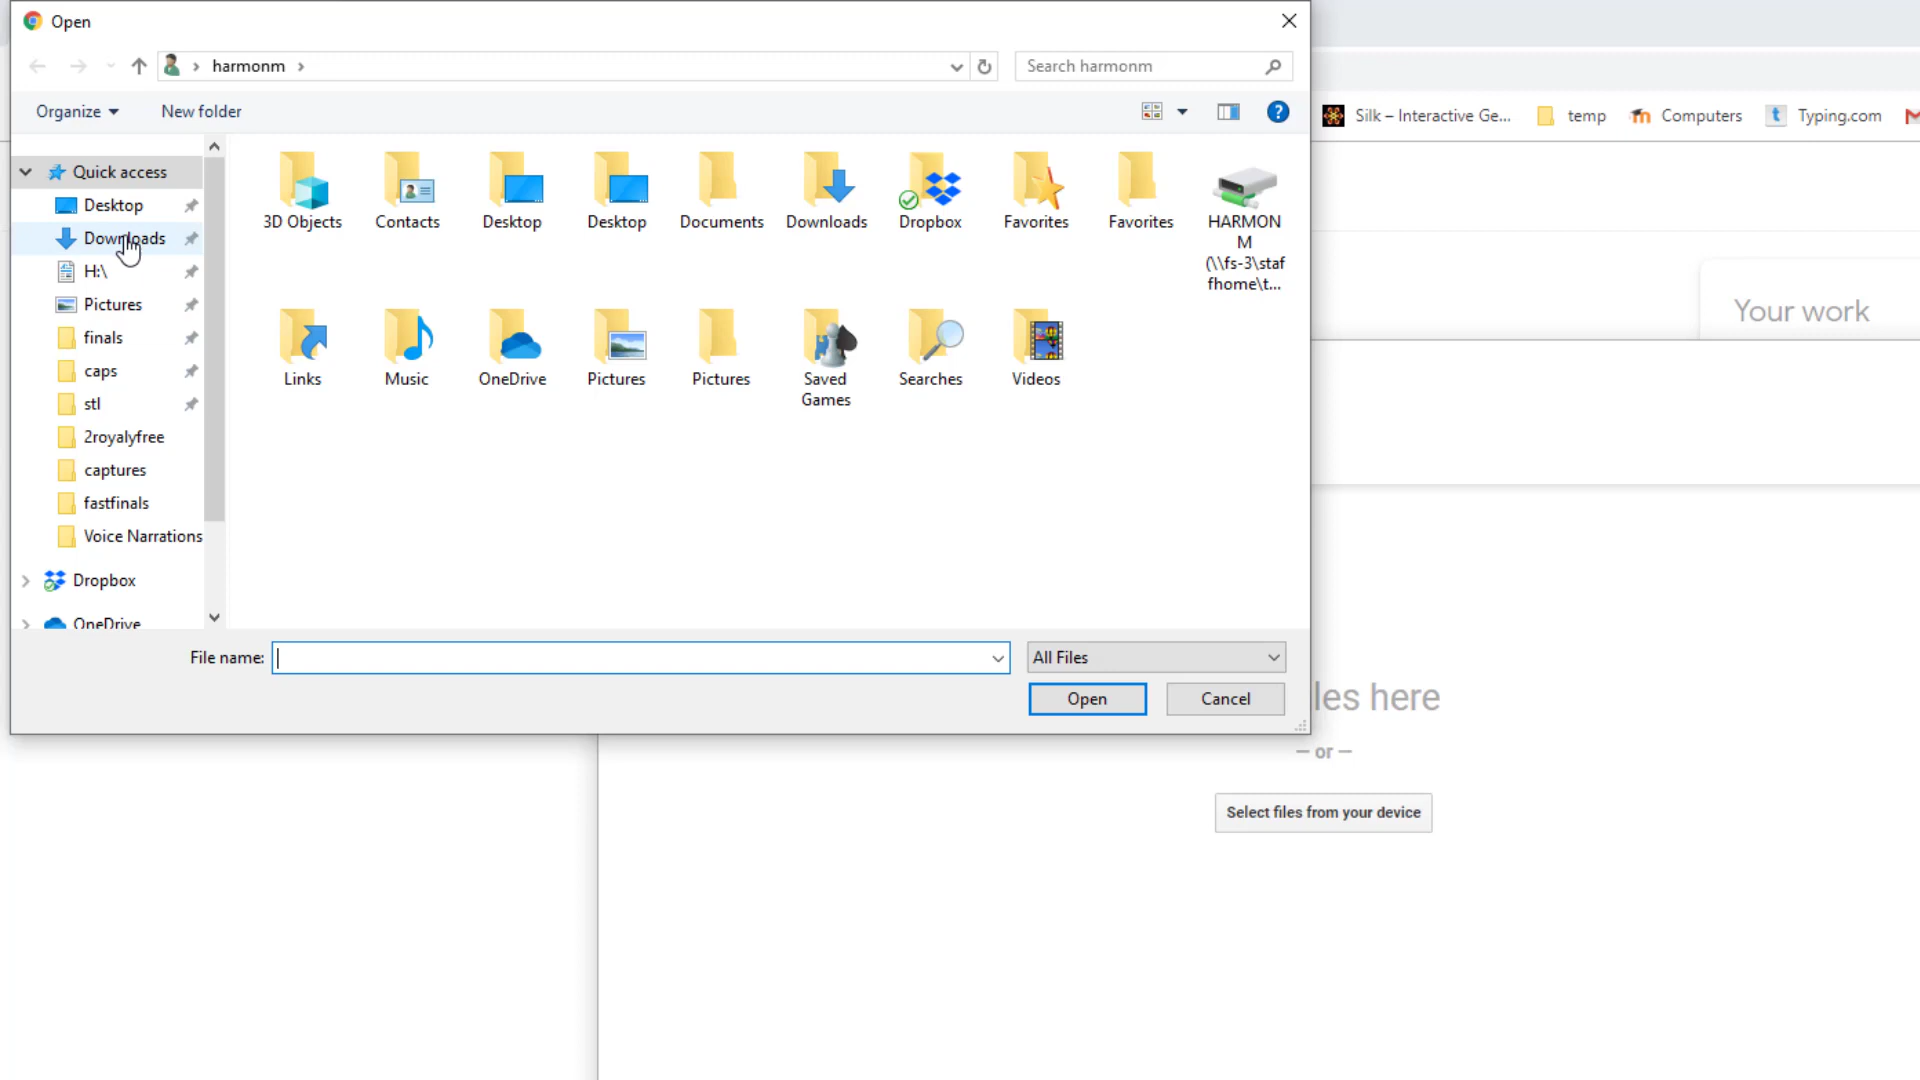 Open
harmonm
Search harmonm
Organize
New folder
Silk – Interactive Ge...
temp
Computers
Typing.com
Quick access
Desktop
Downloads
H:\
Pictures
finals
caps
stl
2royalyfree
captures
fastfinals
Voice Narrations
Dropbox
OneDrive
3D Objects
Contacts
Desktop
Desktop
Documents
Downloads
Dropbox
Favorites
Favorites
HARMON
M
(\\fs-3\staf
fhome\t...
Links
Music
OneDrive
Pictures
Pictures
Saved
Games
Searches
Videos
Your work
File name:
All Files
Open
Cancel
les here
– or –
Select files from your device